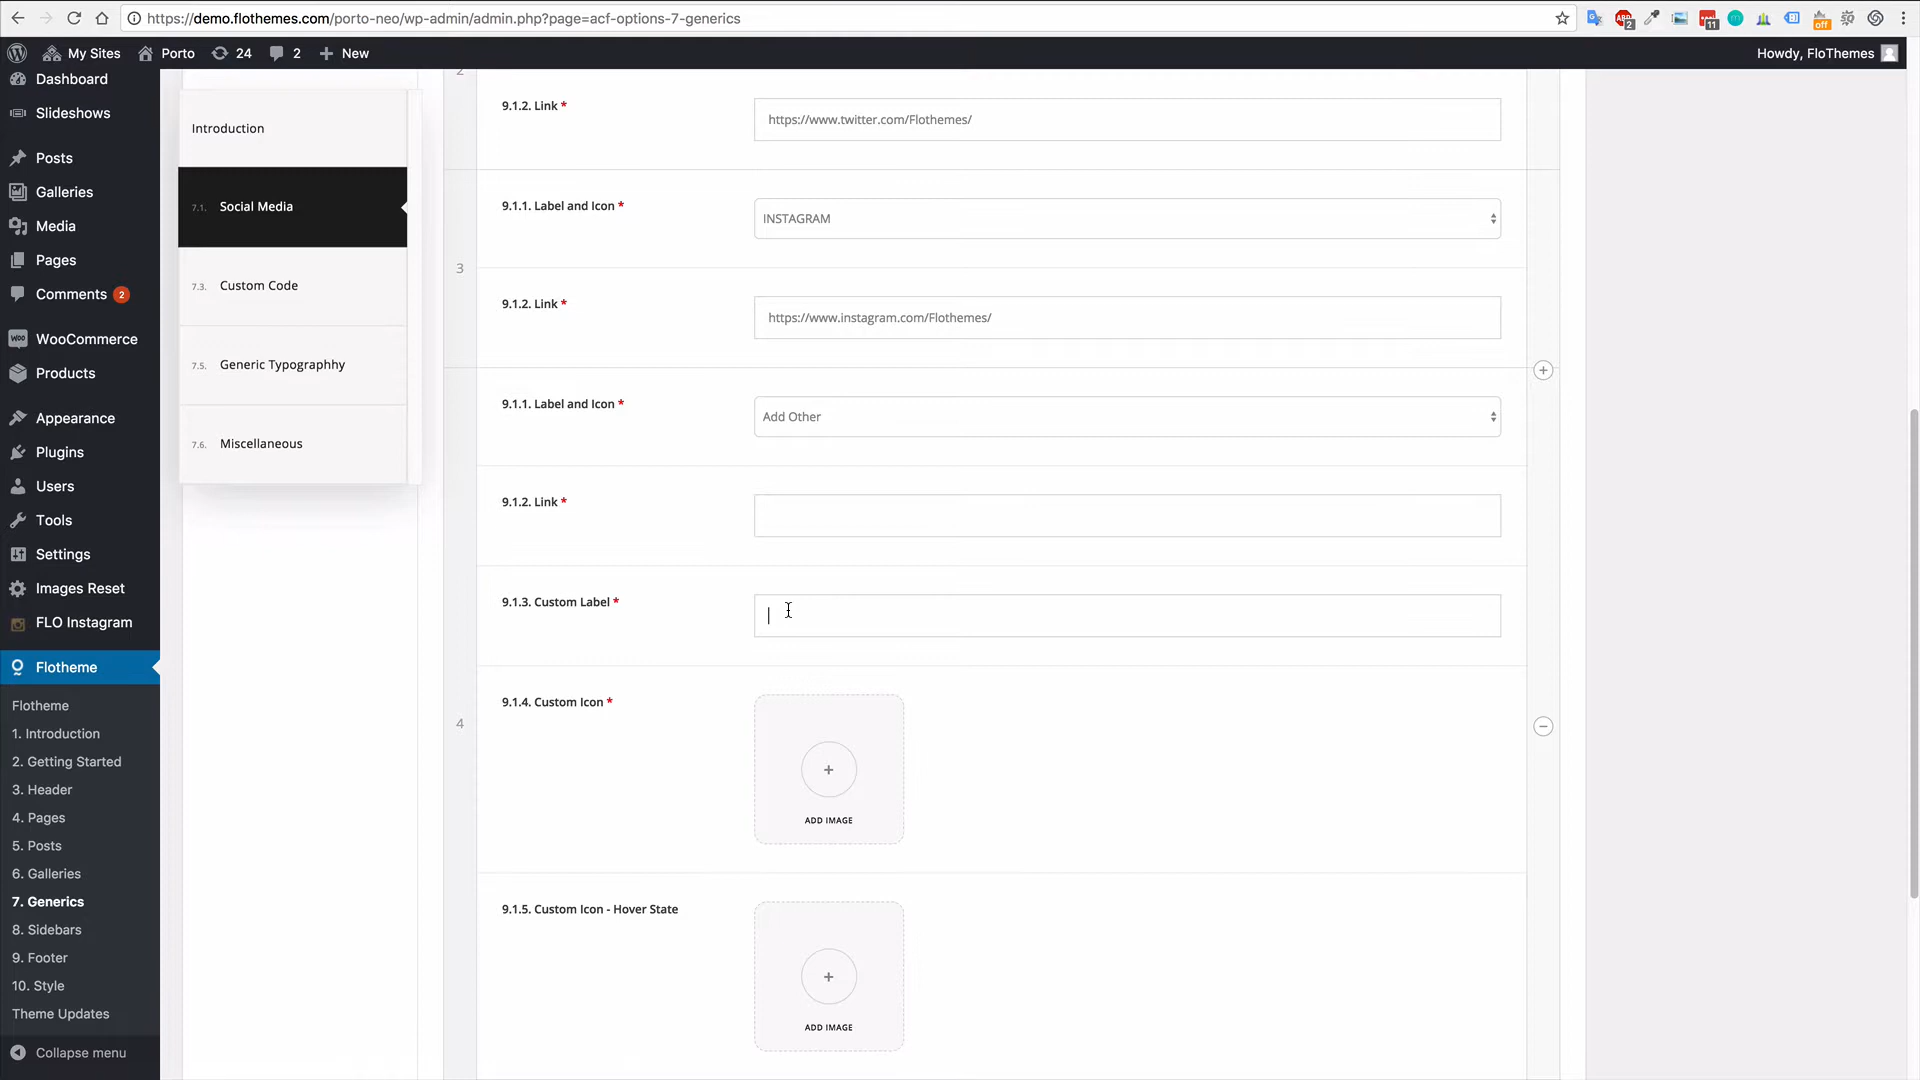 https://demo.flothemes.com/porto-neo/wp-admin/admin.php?page=acf-options-7-generics
2
11
off
My Sites
Porto
24
2
New
Howdy, FloThemes
Dashboard
Slideshows
Posts
Galleries
Media
Pages
Comments 2
WooCommerce
Products
Appearance
Plugins
Users
Tools
Settings
Images Reset
FLO Instagram
Flotheme
Flotheme
1. Introduction
2. Getting Started
3. Header
4. Pages
5. Posts
6. Galleries
7. Generics
8. Sidebars
9. Footer
10. Style
Theme Updates
Collapse menu
Introduction
7.1. Social Media
7.3. Custom Code
7.5. Generic Typographhy
7.6. Miscellaneous
2
9.1.2. Link *
https://www.twitter.com/Flothemes/
3
9.1.1. Label and Icon *
INSTAGRAM
9.1.2. Link *
https://www.instagram.com/Flothemes/
4
9.1.1. Label and Icon *
Add Other
9.1.2. Link *
9.1.3. Custom Label *
9.1.4. Custom Icon *
+
ADD IMAGE
9.1.5. Custom Icon - Hover State
+
ADD IMAGE